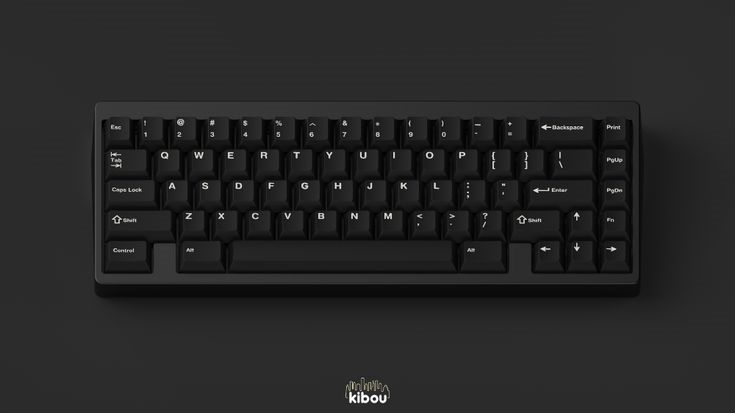 Esc ! 1 @ 2 # 3 $ 4 % 5 ^ 6 & 7 * 8 ( 9 ) 0 _ - + = ← Backspace Print
Tab Q W E R T Y U I O P { [ } ] | \ PgUp
Caps Lock A S D F G H J K L : ; " ' ↵ Enter PgDn
⇧ Shift Z X C V B N M < , > . ? / ⇧ Shift ↑ Fn
Control Alt Alt ← ↓ →
kibou